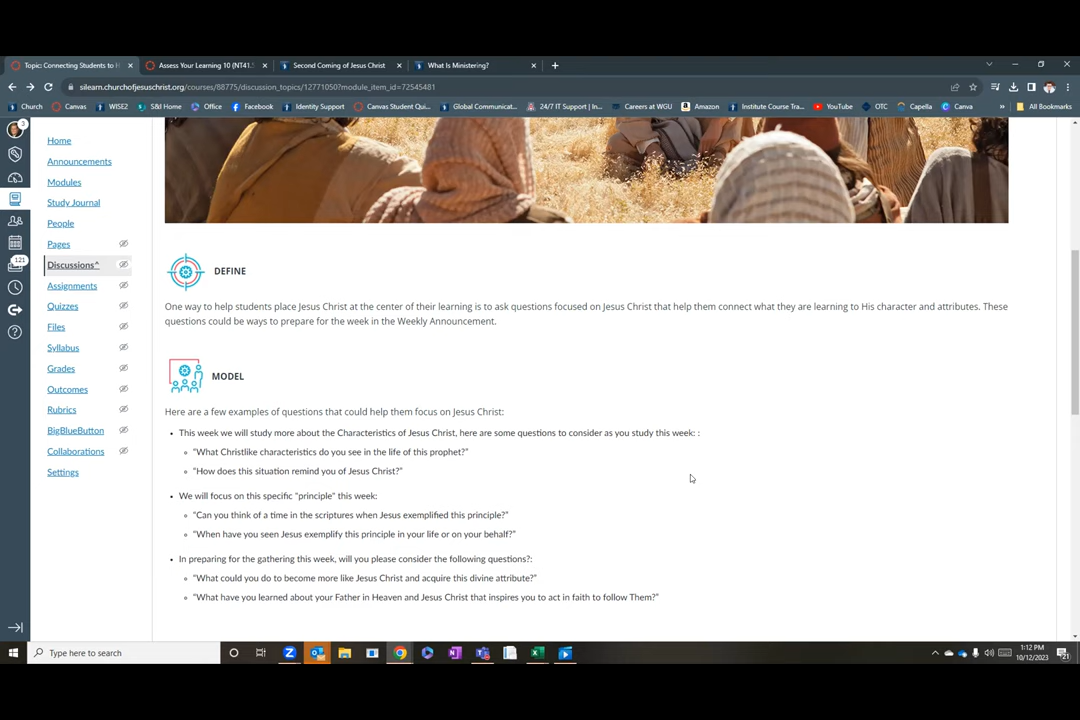 Topic: Connecting Students to H
Assess Your Learning 10 (NT41.
Second Coming of Jesus Christ
What Is Ministering?
silearn.churchofjesuschrist.org/courses/88775/discussion_topics/12771050?module_item_id=72545481
Church
Canvas
WISE2
S&I Home
Office
Facebook
Identity Support
Canvas Student Qui...
Global Communicat...
24/7 IT Support | In...
Careers at WGU
Amazon
Institute Course Tra...
YouTube
OTC
Capella
Canva
»
All Bookmarks
3
121
Home
Announcements
Modules
Study Journal
People
Pages
Discussions^
Assignments
Quizzes
Files
Syllabus
Grades
Outcomes
Rubrics
BigBlueButton
Collaborations
Settings
DEFINE
One way to help students place Jesus Christ at the center of their learning is to ask questions focused on Jesus Christ that help them connect what they are learning to His character and attributes. These
questions could be ways to prepare for the week in the Weekly Announcement.
MODEL
Here are a few examples of questions that could help them focus on Jesus Christ:
• This week we will study more about the Characteristics of Jesus Christ, here are some questions to consider as you study this week: :
◦ "What Christlike characteristics do you see in the life of this prophet?"
◦ "How does this situation remind you of Jesus Christ?"
• We will focus on this specific "principle" this week:
◦ "Can you think of a time in the scriptures when Jesus exemplified this principle?"
◦ "When have you seen Jesus exemplify this principle in your life or on your behalf?"
• In preparing for the gathering this week, will you please consider the following questions?:
◦ "What could you do to become more like Jesus Christ and acquire this divine attribute?"
◦ "What have you learned about your Father in Heaven and Jesus Christ that inspires you to act in faith to follow Them?"
Type here to search
1:12 PM
10/12/2023
21